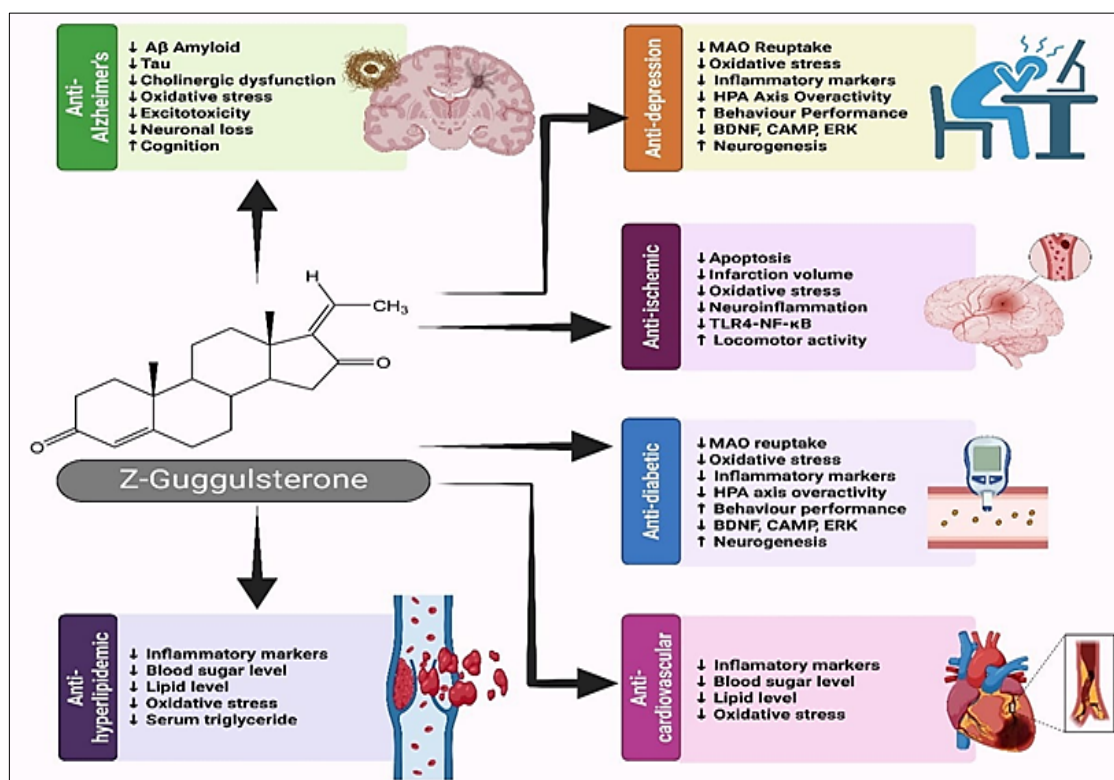 Anti-
Alzheimer's
↓ Aβ Amyloid
↓Tau
↓Cholinergic dysfunction
↓Oxidative stress
↓Excitotoxicity
↓Neuronal loss
↑Cognition
Anti-depression
↓MAO Reuptake
↓Oxidative stress
↓ Inflammatory markers
↓ HPA Axis Overactivity
↑ Behaviour Performance
↓ BDNF, CAMP, ERK
↑ Neurogenesis
Anti-ischemic
↓Apoptosis
↓Infarction volume
↓Oxidative stress
↓Neuroinflammation
↓TLR4-NF-κB
↑ Locomotor activity
H
CH3
O
O
Z-Guggulsterone
Anti-diabetic
↓MAO reuptake
↓Oxidative stress
↓ Inflammatory markers
↓ HPA axis overactivity
↑ Behaviour performance
↓ BDNF, CAMP, ERK
↑ Neurogenesis
Anti-
hyperlipidemic
↓ Inflammatory markers
↓ Blood sugar level
↓ Lipid level
↓ Oxidative stress
↓ Serum triglyceride
Anti-
cardiovascular
↓ Inflamatory markers
↓ Blood sugar level
↓ Lipid level
↓ Oxidative stress